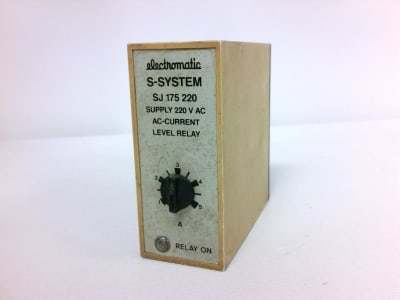 electromatic
S-SYSTEM
SJ 175 220
SUPPLY 220 V AC
AC-CURRENT
LEVEL RELAY
3
2 4
1 5
A
RELAY ON